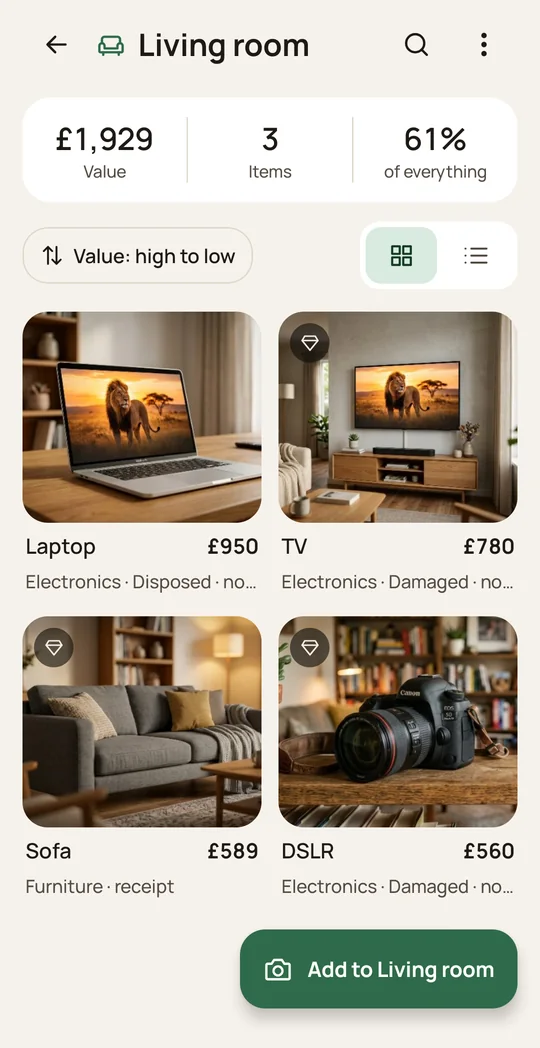 Living room
£1,929
Value
3
Items
61%
of everything
Value: high to low
Laptop £950
Electronics · Disposed · no…
TV £780
Electronics · Damaged · no…
Canon
Sofa £589
Furniture · receipt
DSLR £560
Electronics · Damaged · no…
Add to Living room